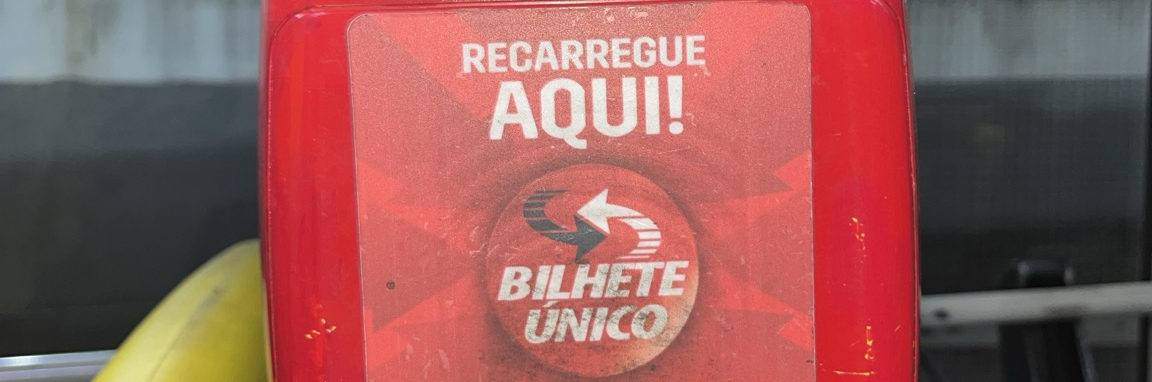 RECARREGUE
AQUI!
BILHETE
ÚNICO